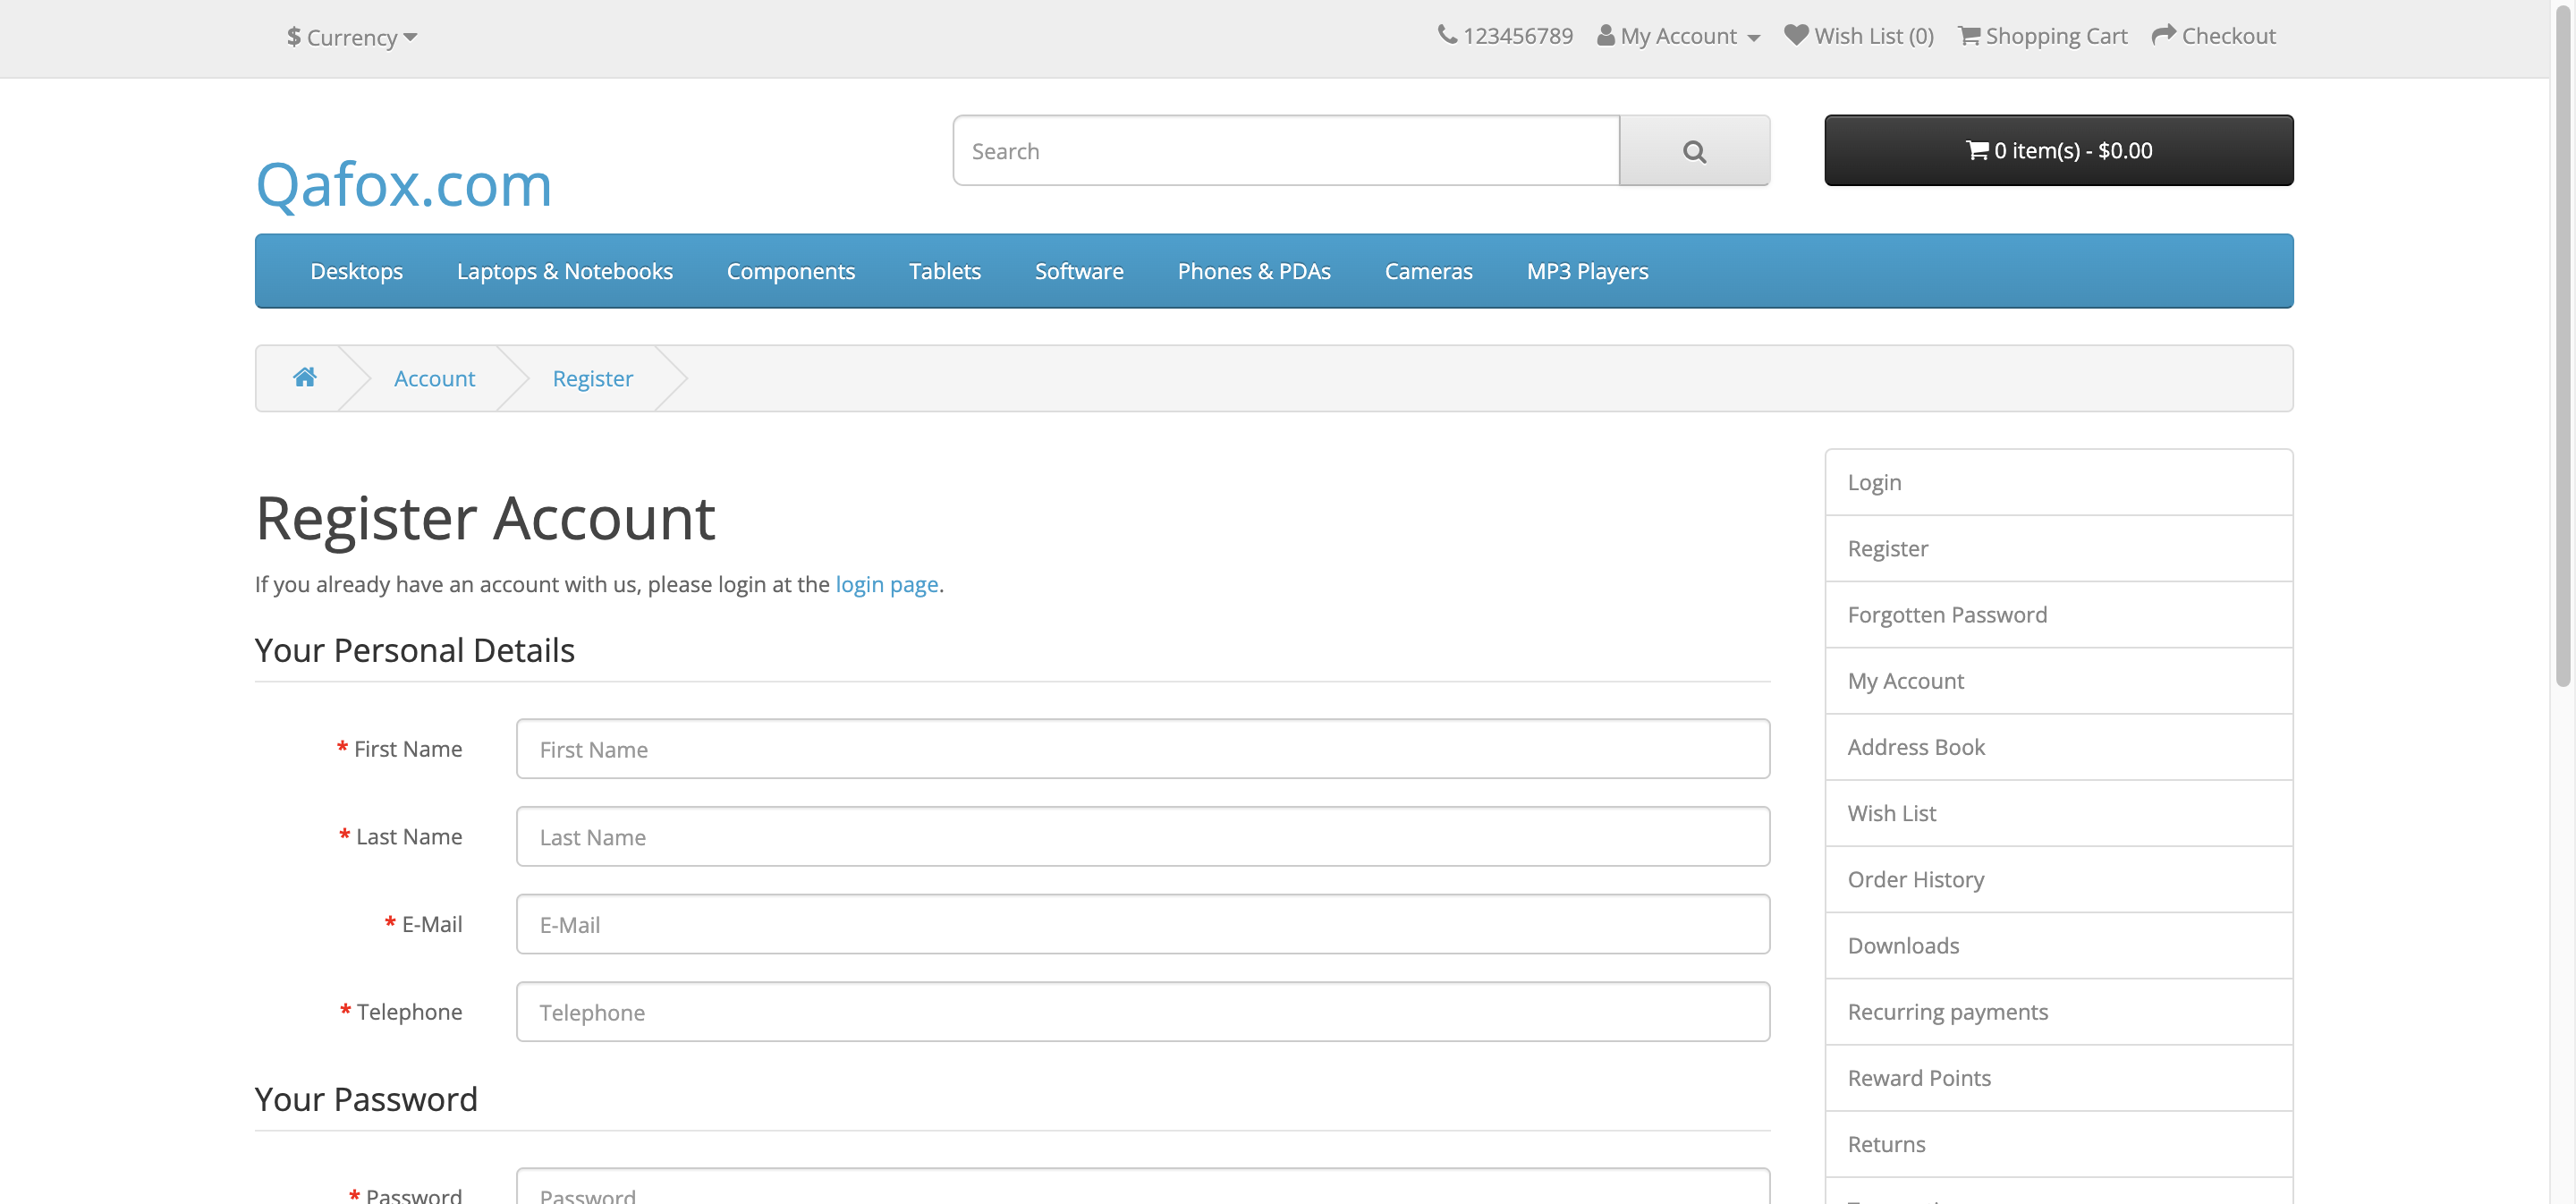 $ Currency
123456789 My Account Wish List (0) Shopping Cart Checkout
Qafox.com
Search
0 item(s) - $0.00
Desktops Laptops & Notebooks Components Tablets Software Phones & PDAs Cameras MP3 Players
Account Register
Register Account
If you already have an account with us, please login at the login page.
Your Personal Details
* First Name First Name
* Last Name Last Name
* E-Mail E-Mail
* Telephone Telephone
Your Password
* Password Password
Login
Register
Forgotten Password
My Account
Address Book
Wish List
Order History
Downloads
Recurring payments
Reward Points
Returns